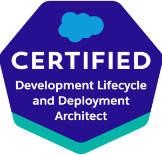 CERTIFIED
Development Lifecycle
and Deployment
Architect